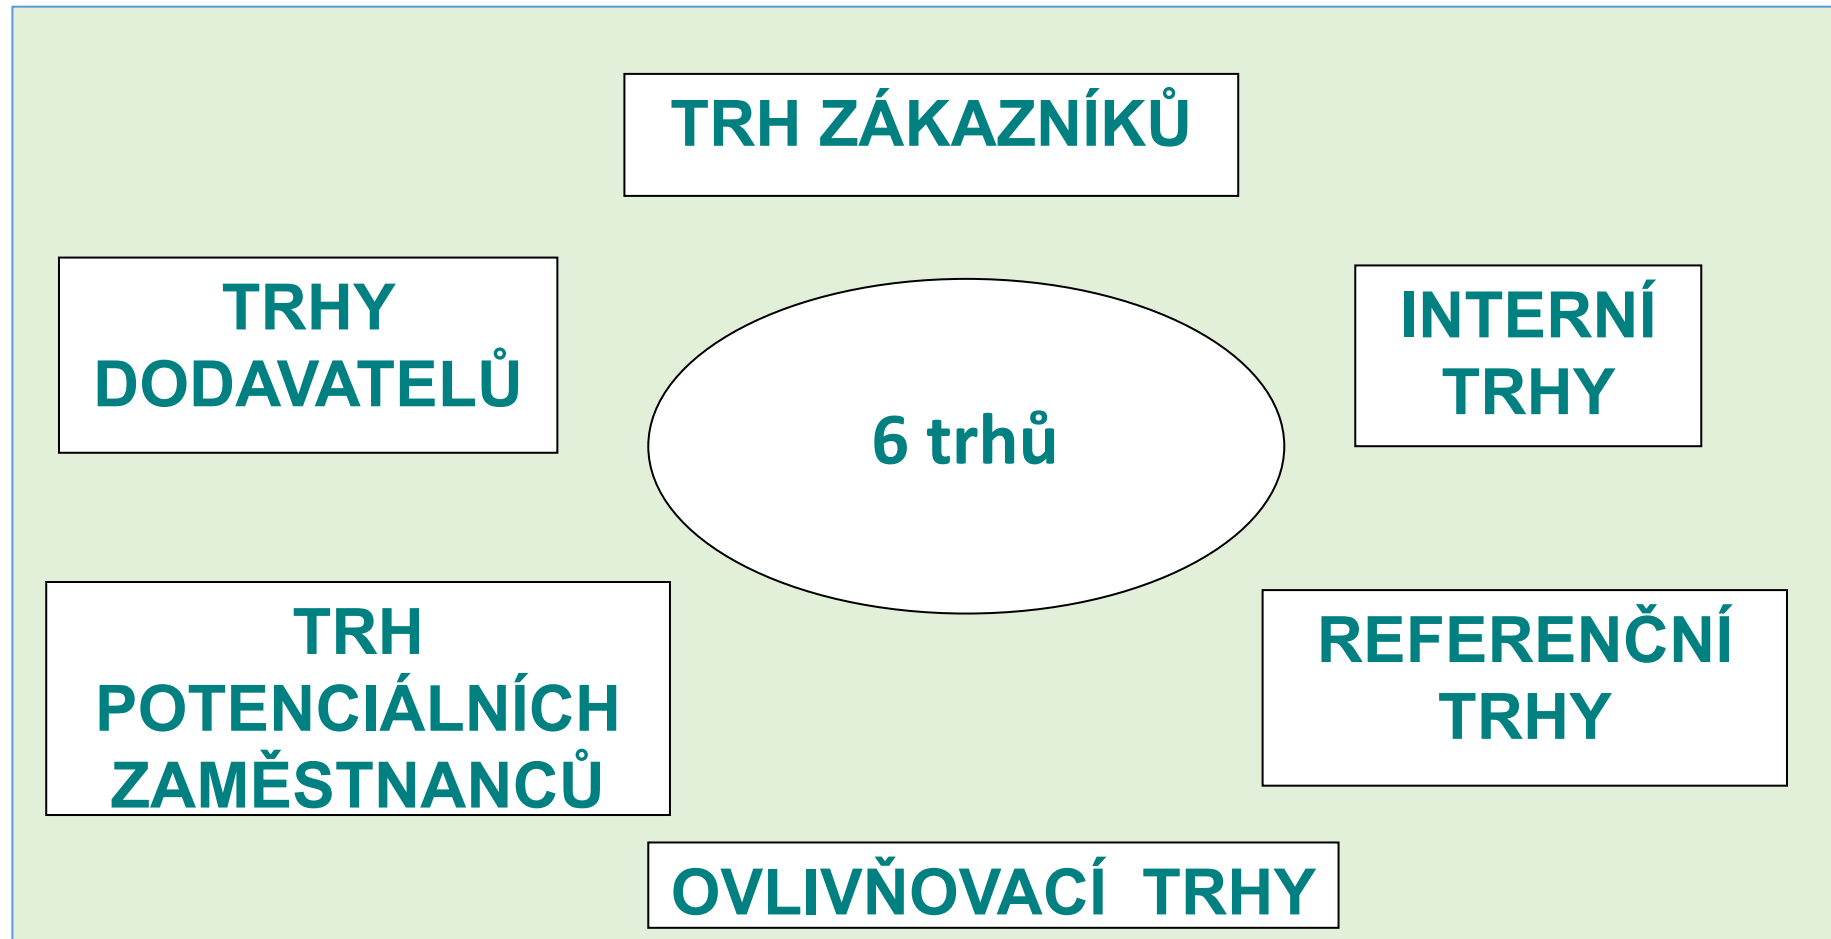 TRH ZÁKAZNÍKŮ
TRHY
DODAVATELŮ
6 trhů
INTERNÍ
TRHY
TRH
POTENCIÁLNÍCH
ZAMĚSTNANCŮ
REFERENČNÍ
TRHY
OVLIVŇOVACÍ  TRHY